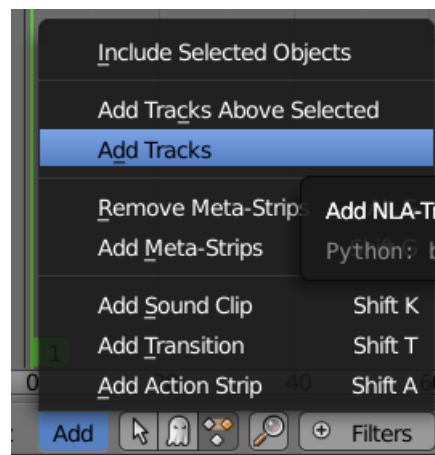 Include Selected Objects
Add Tracks Above Selected
Add Tracks
Remove Meta-Strips
Add NLA-T
Add Meta-Strips
Python:
Add Sound Clip Shift K
1
Add Transition Shift T
0 40
Add Action Strip Shift A
Add Filters